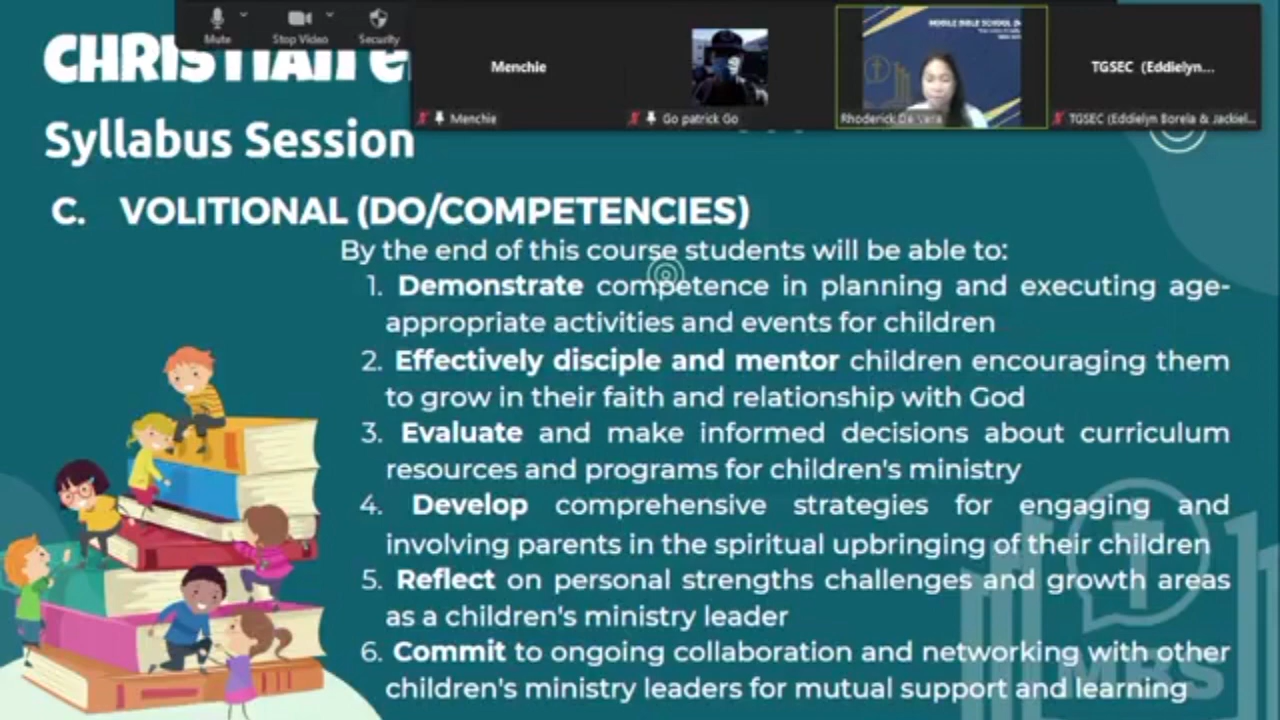 Mute
Stop Video
Security
Menchie
Menchie
Go patrick Go
MOBILE BIBLE SCHOOL
Rhoderick De Vera
TGSEC (Eddielyn...
TGSEC (Eddielyn Borela & Jackiel...
Syllabus Session
C. VOLITIONAL (DO/COMPETENCIES)
By the end of this course students will be able to:
1. Demonstrate competence in planning and executing age-
appropriate activities and events for children
2. Effectively disciple and mentor children encouraging them
to grow in their faith and relationship with God
3. Evaluate and make informed decisions about curriculum
resources and programs for children's ministry
4. Develop comprehensive strategies for engaging and
involving parents in the spiritual upbringing of their children
5. Reflect on personal strengths challenges and growth areas
as a children's ministry leader
6. Commit to ongoing collaboration and networking with other
children's ministry leaders for mutual support and learning
MBS